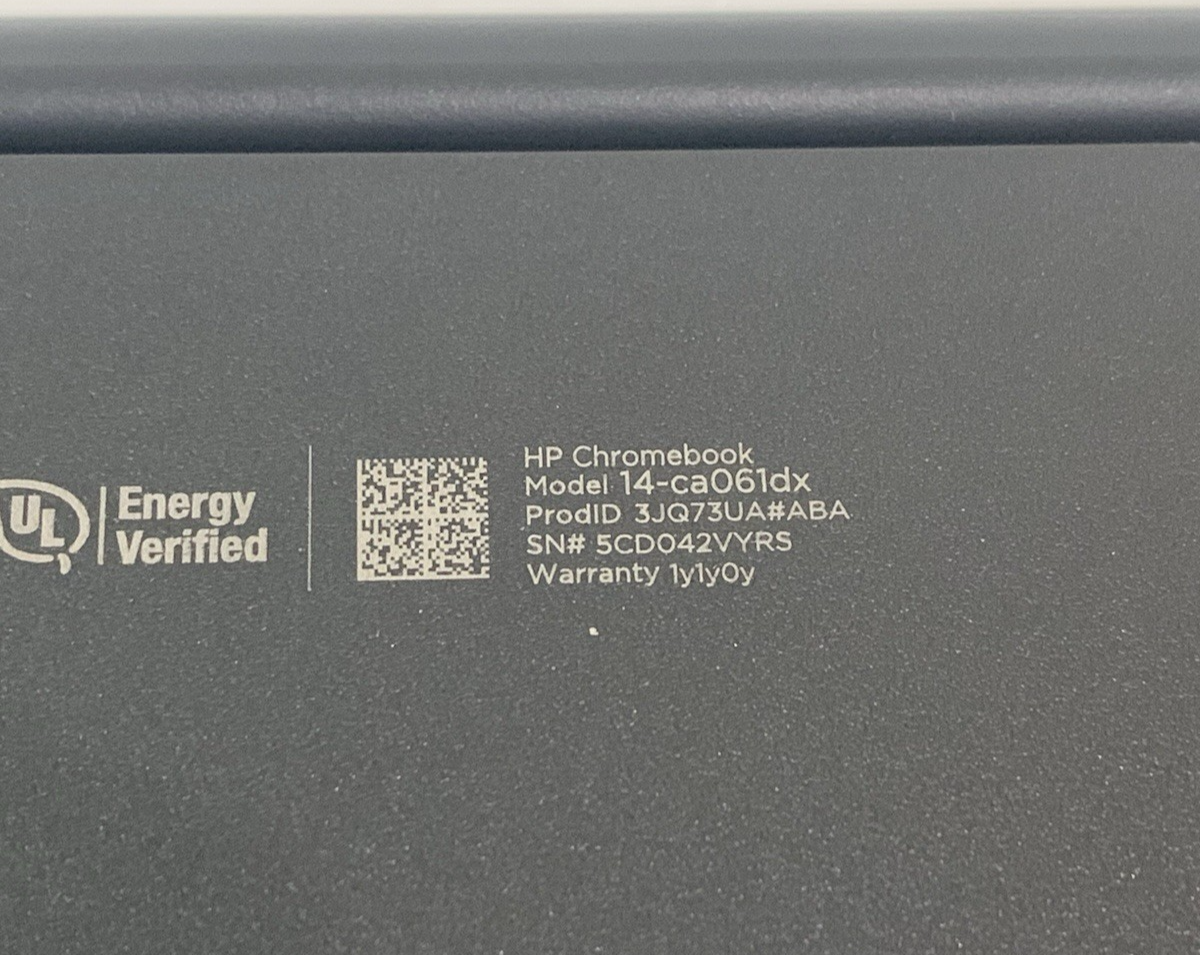 UL
Energy
Verified
HP Chromebook
Model 14-ca061dx
ProdID 3JQ73UA#ABA
SN# 5CD042VYRS
Warranty 1y1y0y